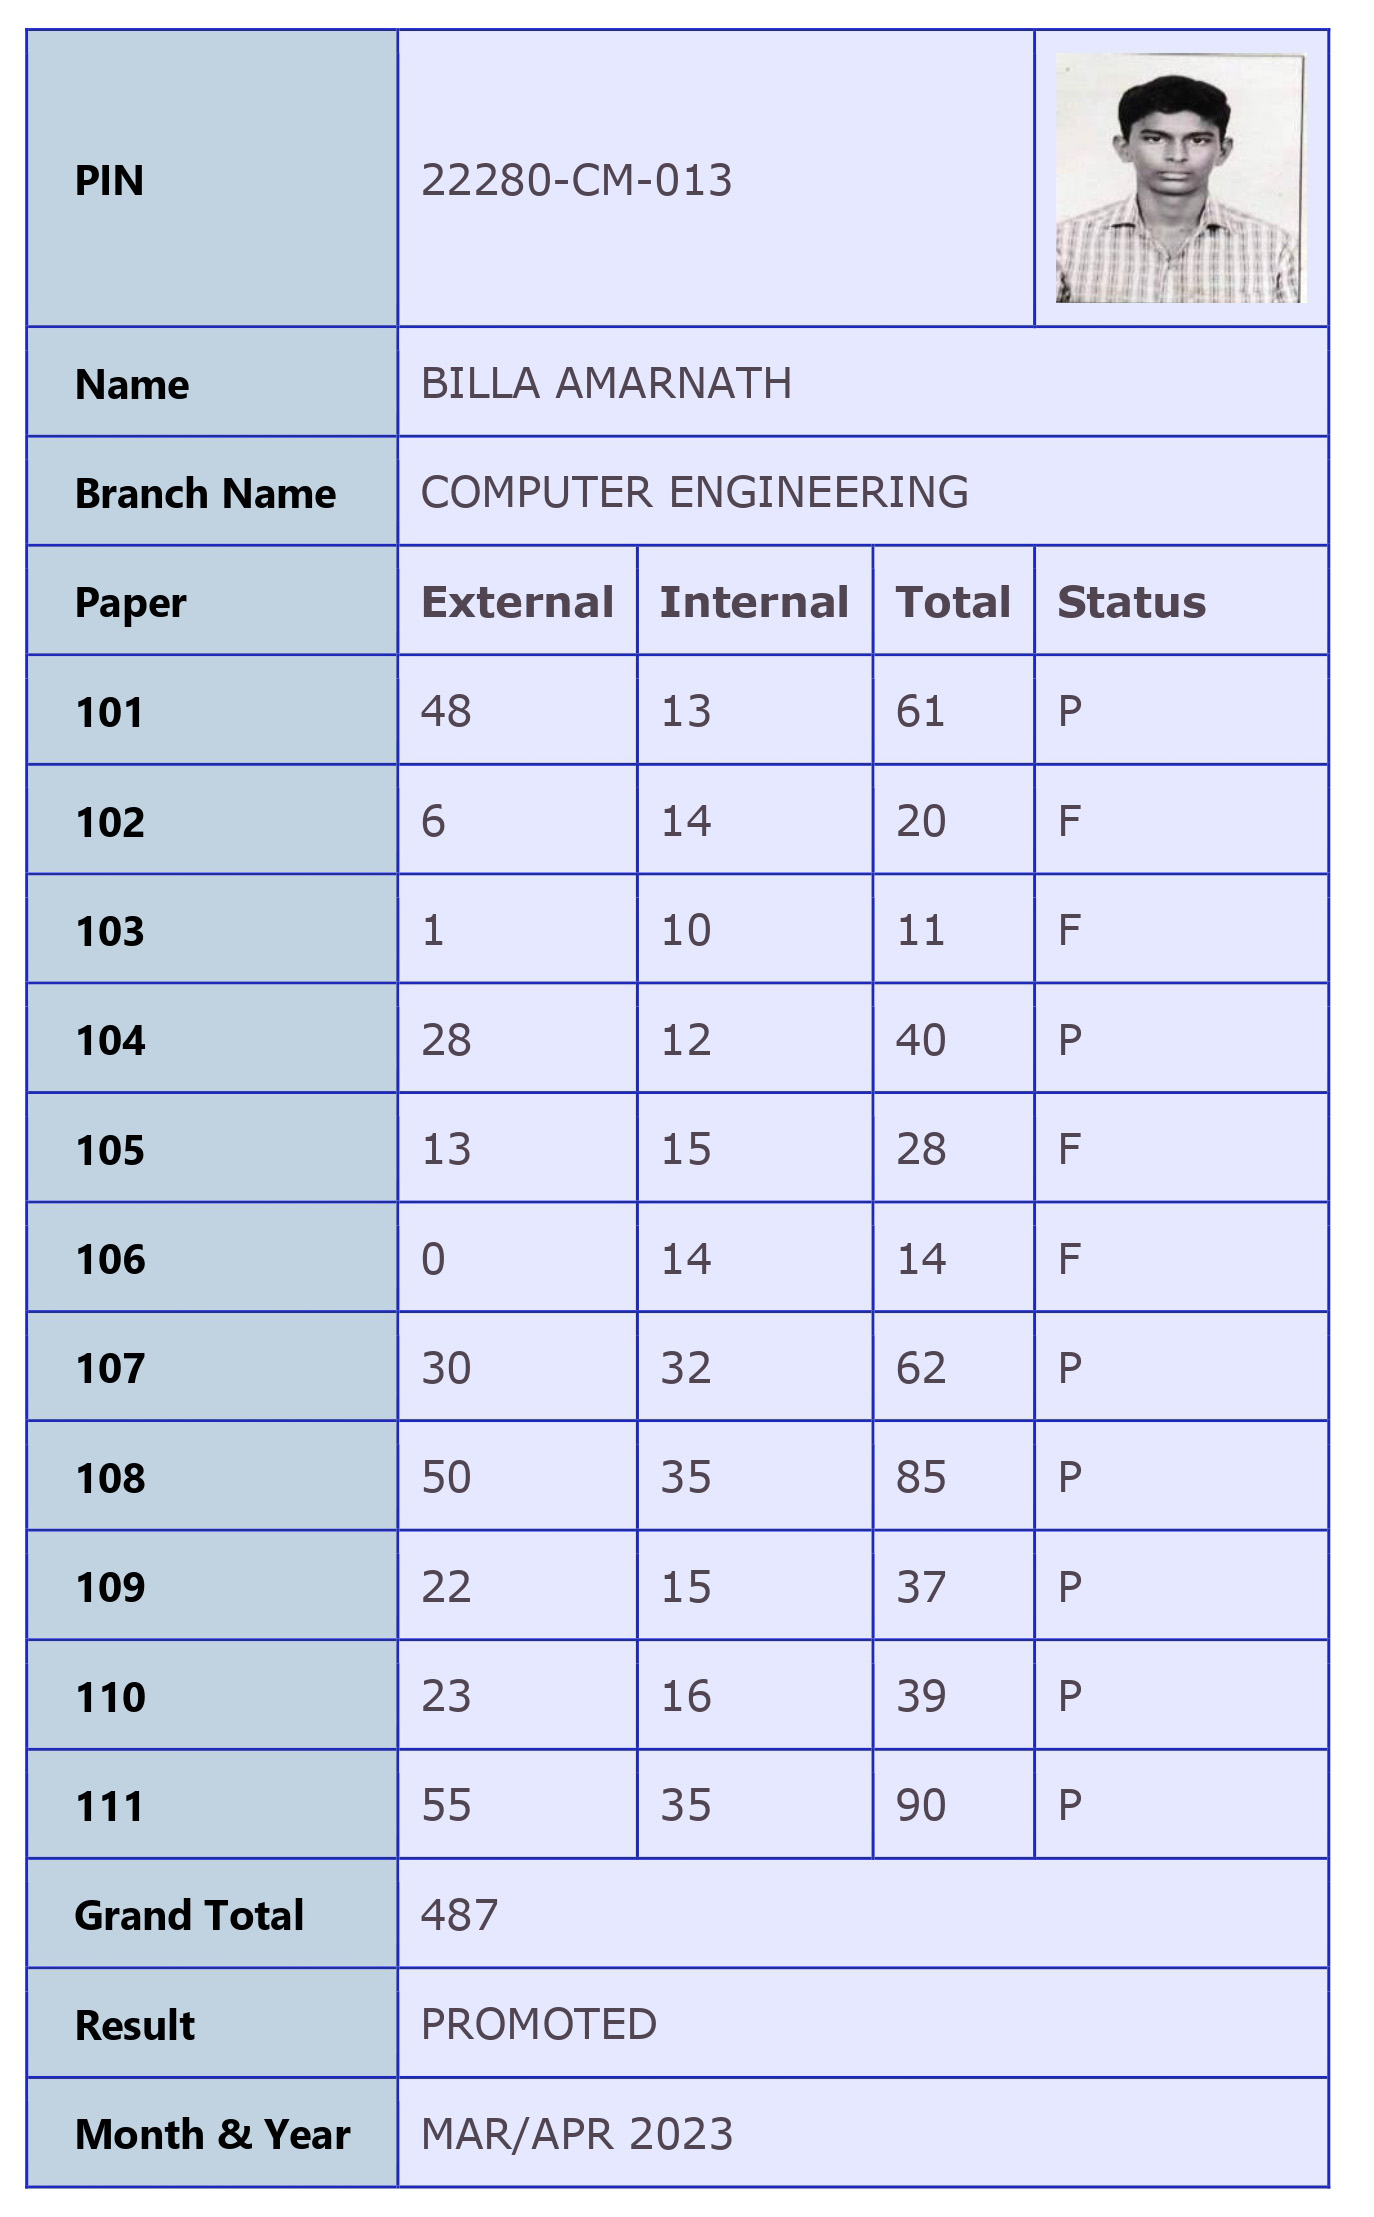 PIN 22280-CM-013
Name BILLA AMARNATH
Branch Name COMPUTER ENGINEERING
Paper External Internal Total Status
101 48 13 61 P
102 6 14 20 F
103 1 10 11 F
104 28 12 40 P
105 13 15 28 F
106 0 14 14 F
107 30 32 62 P
108 50 35 85 P
109 22 15 37 P
110 23 16 39 P
111 55 35 90 P
Grand Total 487
Result PROMOTED
Month & Year MAR/APR 2023